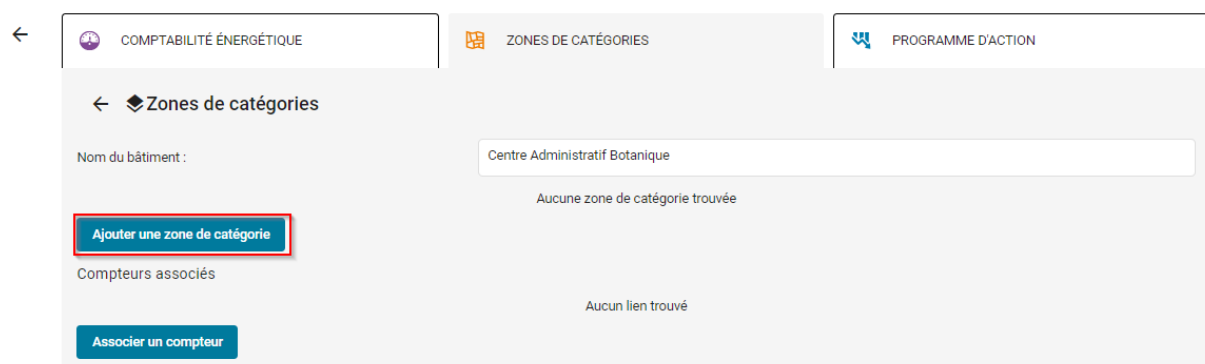 COMPTABILITÉ ÉNERGÉTIQUE
ZONES DE CATÉGORIES
PROGRAMME D'ACTION
Zones de catégories
Nom du bâtiment :
Centre Administratif Botanique
Aucune zone de catégorie trouvée
Ajouter une zone de catégorie
Compteurs associés
Aucun lien trouvé
Associer un compteur